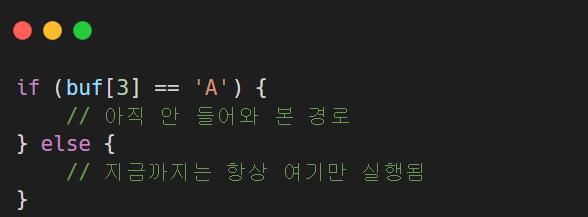 if (buf[3] == 'A') {
    // 아직 안 들어와 본 경로
} else {
    // 지금까지는 항상 여기만 실행됨
}